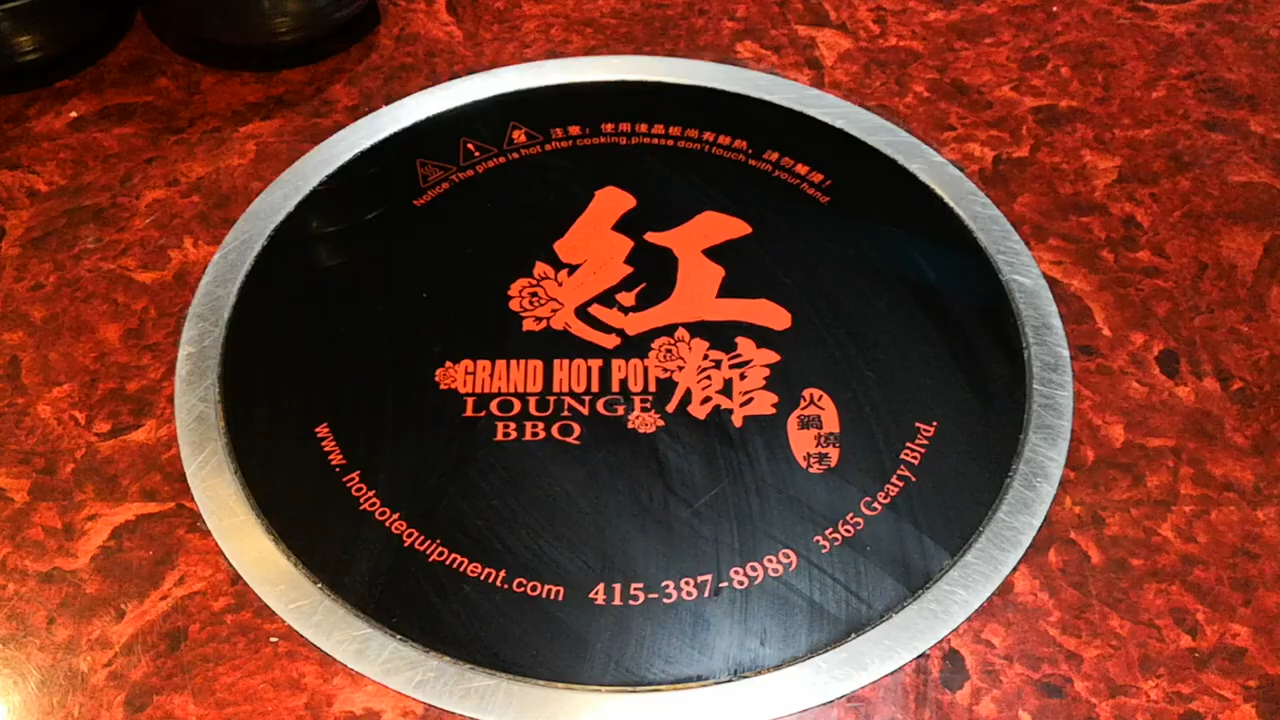 注意：使用後晶板尚有餘熱，請勿觸摸！
Notice:The plate is hot after cooking,please don't touch with your hand.
紅
館
GRAND HOT POT
LOUNGE
BBQ
火鍋
燒烤
www.hotpotequipment.com 415-387-8989 3565 Geary Blvd.